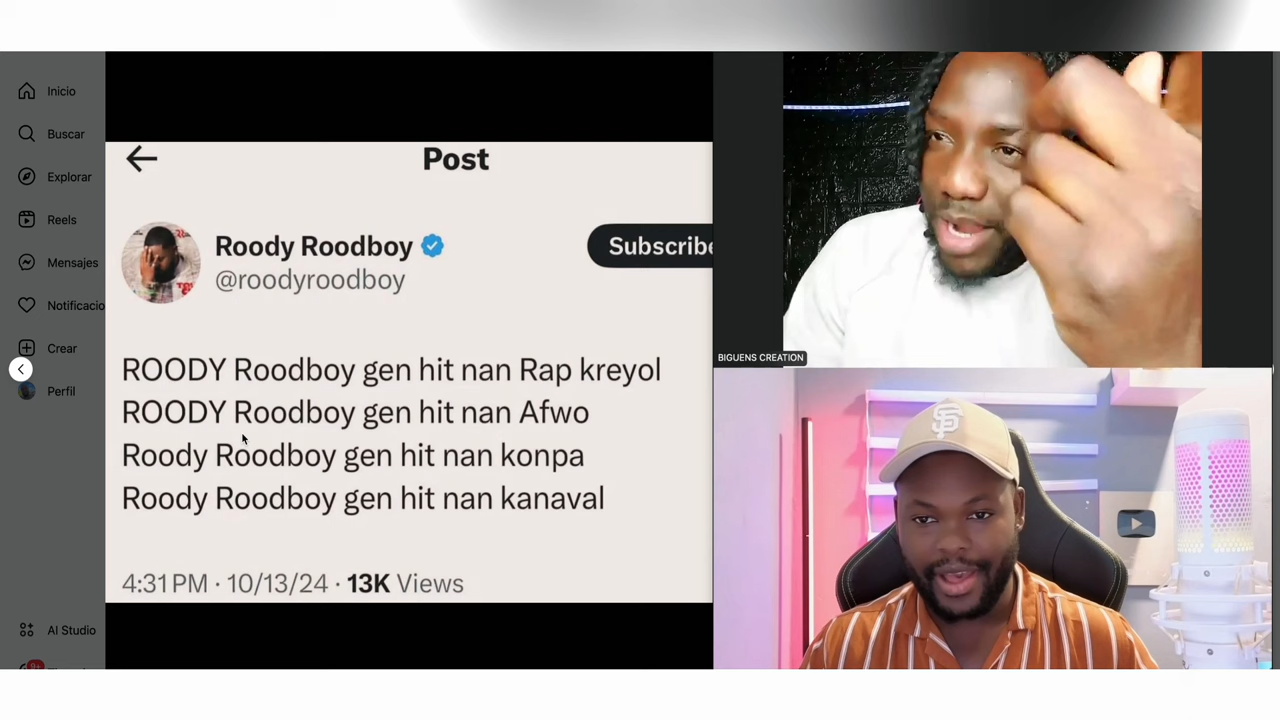 Inicio
Buscar
Explorar
Reels
Mensajes
Notificacio
Crear
Perfil
AI Studio
9+
Post
Roody Roodboy
@roodyroodboy
Subscribe
ROODY Roodboy gen hit nan Rap kreyol
ROODY Roodboy gen hit nan Afwo
Roody Roodboy gen hit nan konpa
Roody Roodboy gen hit nan kanaval
4:31 PM · 10/13/24 · 13K Views
BIGUENS CREATION
SF